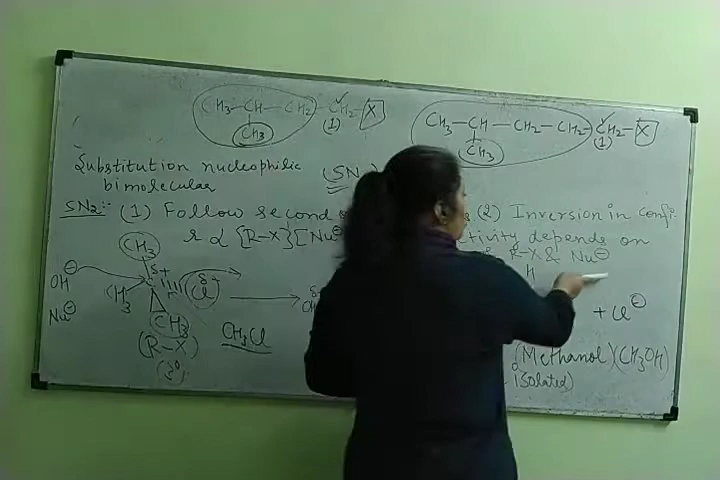 CH₃—CH—CH₂—CH₂—X
CH₃
(1)
CH₃—CH—CH₂—CH₂—CH₂—X
CH₃
(1)
Substitution nucleophilic
bimolecular
(SN
SN2:- (1) Follow second
(2) Inversion in confi-
r α [R-X][Nu⊖
depends on
R-X & Nu⊖
CH₃
OH⊖
δ+
C
δ-
Cl
CH₃
H
+ Cl⊖
Nu⊖
CH₃
CH₃Cl
(R-X)
(3°)
(Methanol)(CH₃OH)
isolated)